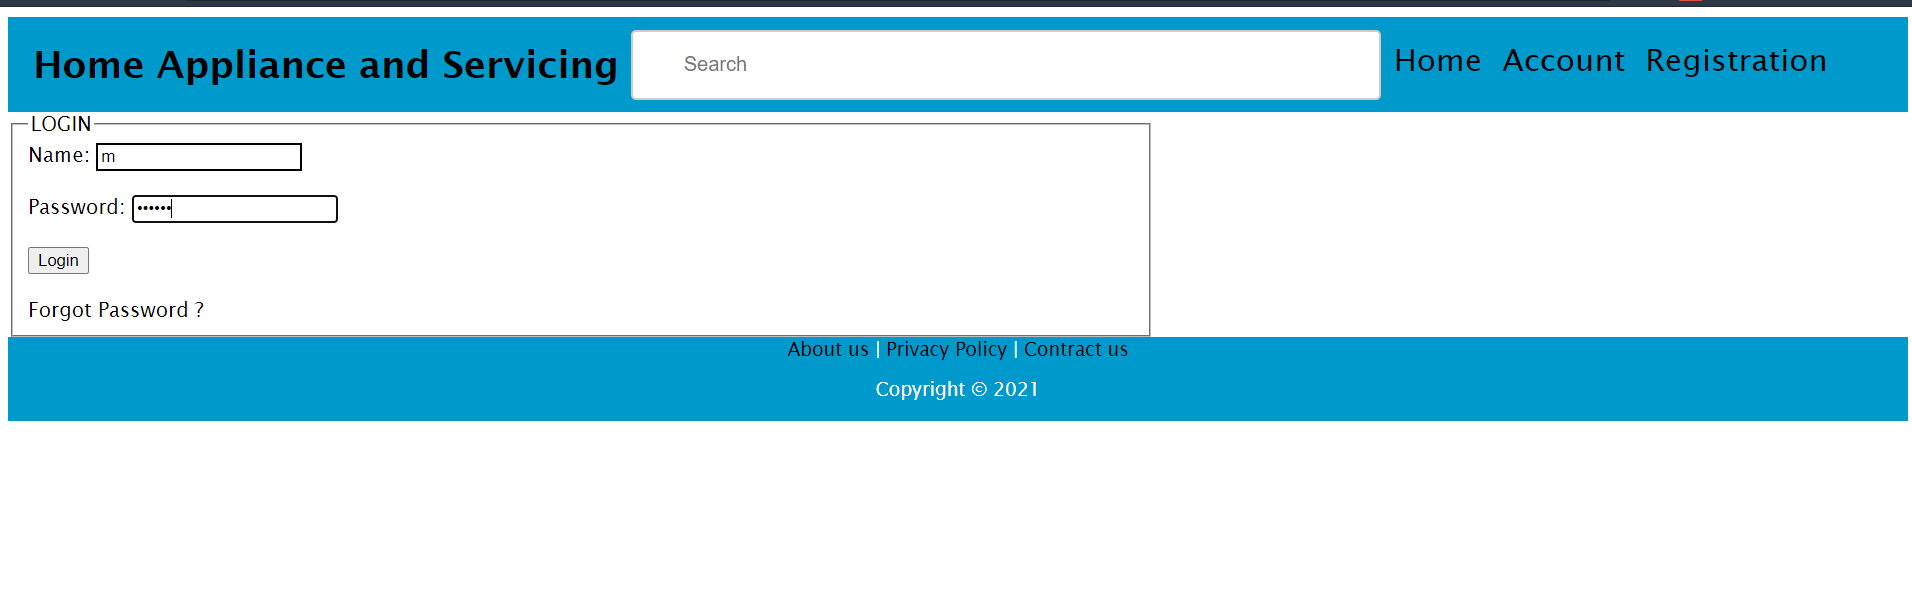 Home Appliance and Servicing Search Home Account Registration
LOGIN
Name: m
Password: ••••••
Login
Forgot Password ?
About us | Privacy Policy | Contract us
Copyright © 2021